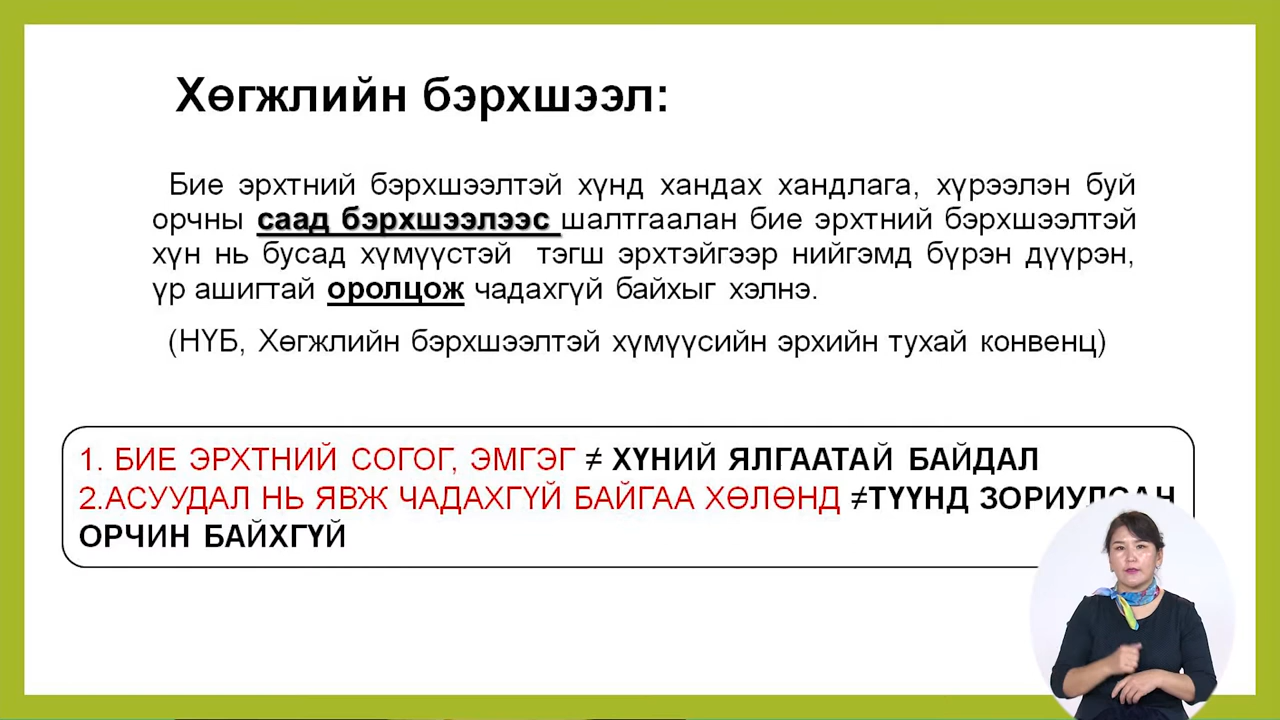 Хөгжлийн бэрхшээл:
Бие эрхтний бэрхшээлтэй хүнд хандах хандлага, хүрээлэн буй
орчны саад бэрхшээлээс шалтгаалан бие эрхтний бэрхшээлтэй
хүн нь бусад хүмүүстэй тэгш эрхтэйгээр нийгэмд бүрэн дүүрэн,
үр ашигтай оролцож чадахгүй байхыг хэлнэ.
(НҮБ, Хөгжлийн бэрхшээлтэй хүмүүсийн эрхийн тухай конвенц)
1. БИЕ ЭРХТНИЙ СОГОГ, ЭМГЭГ ≠ ХҮНИЙ ЯЛГААТАЙ БАЙДАЛ
2.АСУУДАЛ НЬ ЯВЖ ЧАДАХГҮЙ БАЙГАА ХӨЛӨНД ≠ТҮҮНД ЗОРИУЛСАН
ОРЧИН БАЙХГҮЙ